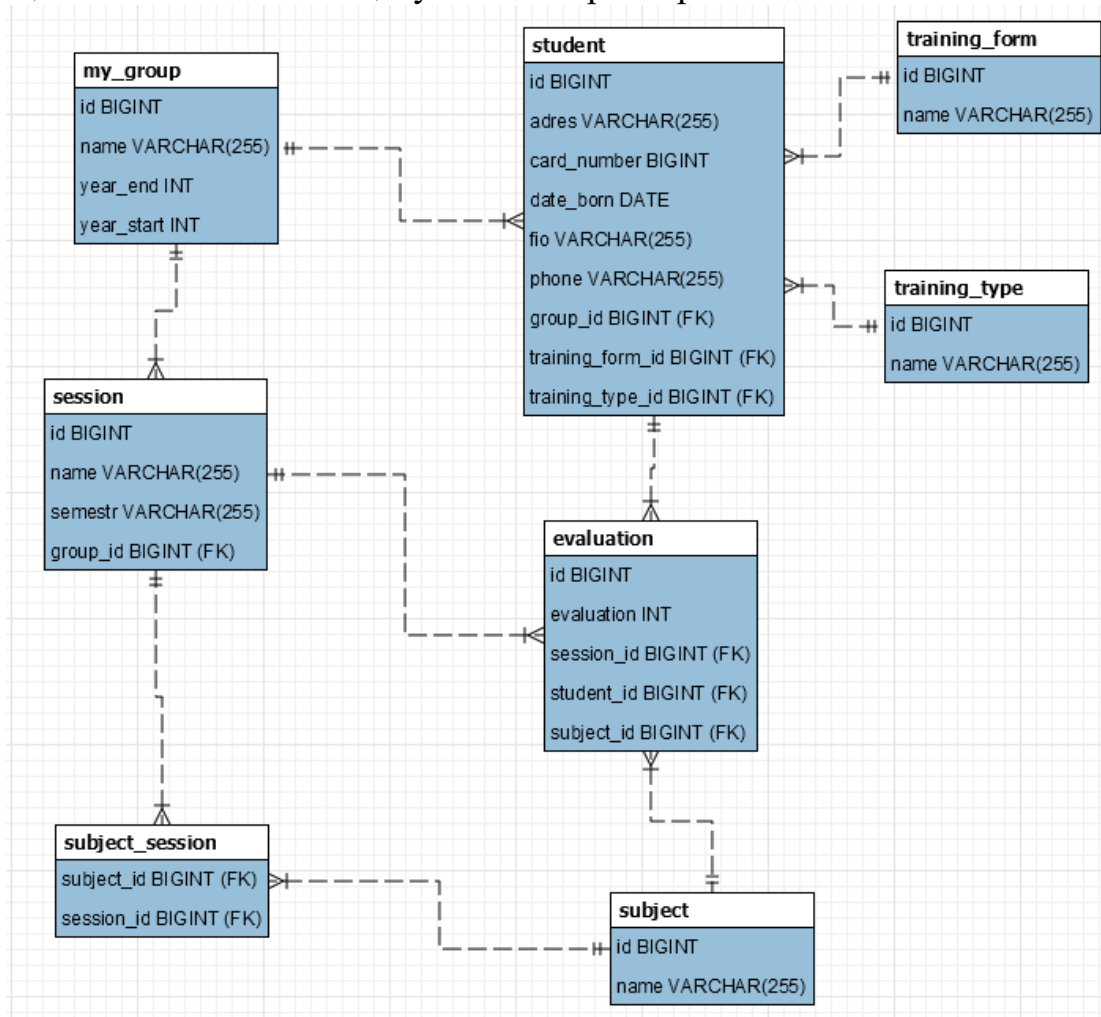 my_group
id BIGINT
name VARCHAR(255)
year_end INT
year_start INT
student
id BIGINT
adres VARCHAR(255)
card_number BIGINT
date_born DATE
fio VARCHAR(255)
phone VARCHAR(255)
group_id BIGINT (FK)
training_form_id BIGINT (FK)
training_type_id BIGINT (FK)
training_form
id BIGINT
name VARCHAR(255)
training_type
id BIGINT
name VARCHAR(255)
session
id BIGINT
name VARCHAR(255)
semestr VARCHAR(255)
group_id BIGINT (FK)
evaluation
id BIGINT
evaluation INT
session_id BIGINT (FK)
student_id BIGINT (FK)
subject_id BIGINT (FK)
subject_session
subject_id BIGINT (FK)
session_id BIGINT (FK)
subject
id BIGINT
name VARCHAR(255)